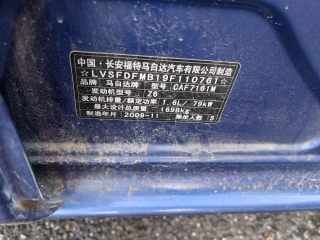 中国·长安福特马自达汽车有限公司制造
☆LVSFDFMB19F110761☆
品牌 马自达牌 型号 CAF7161M
发动机型号 Z6
发动机排量/额定功率 1.6L/79kW
最大设计总质量 1698kg
制造年月 2009-11 乘坐人数 5